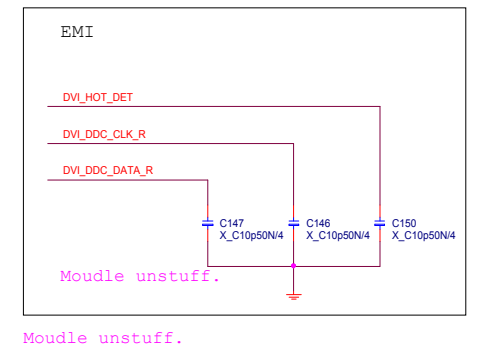 EMI
DVI_HOT_DET
DVI_DDC_CLK_R
DVI_DDC_DATA_R
C147
X_C10p50N/4
C146
X_C10p50N/4
C150
X_C10p50N/4
Moudle unstuff.
Moudle unstuff.